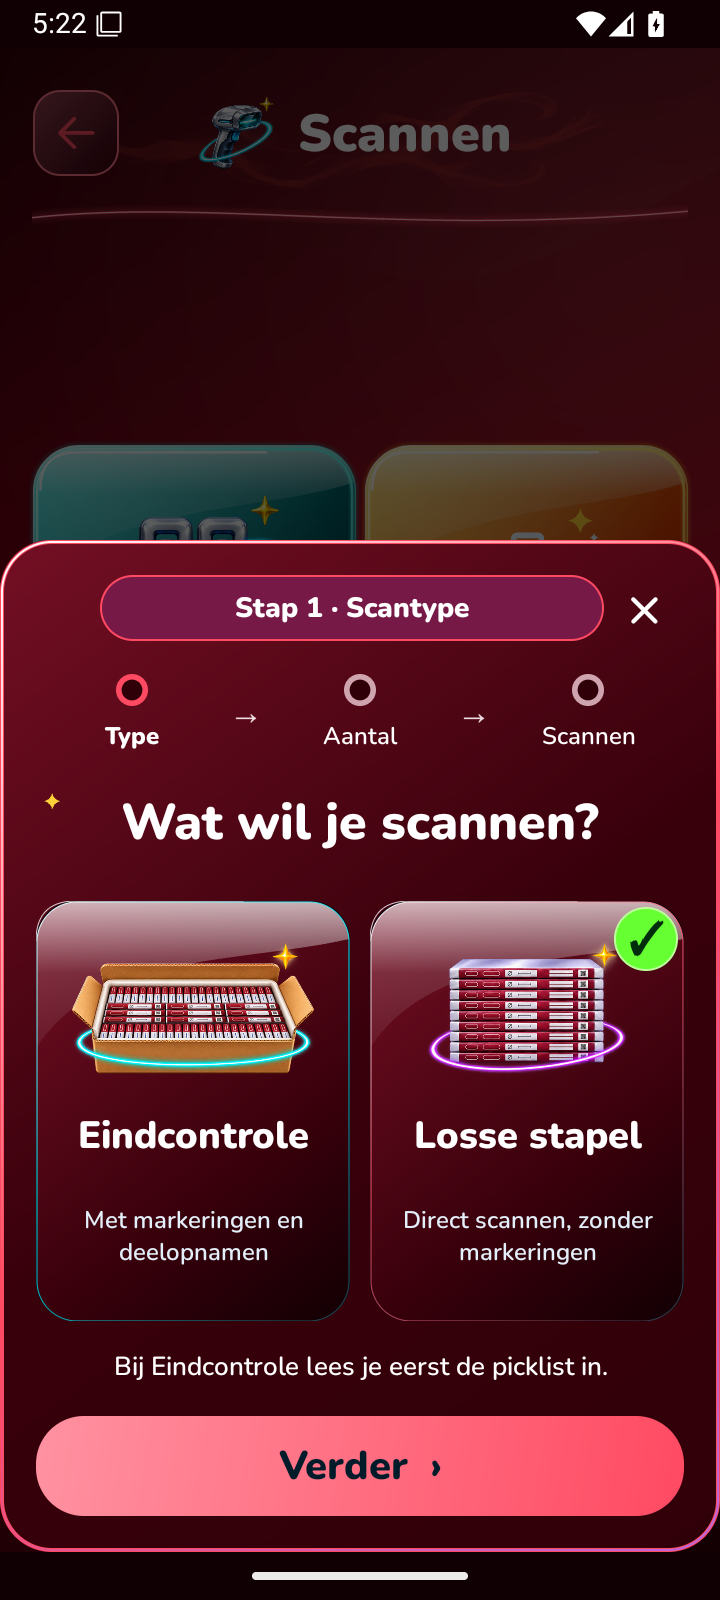 5:22
Scannen
Stap 1 · Scantype
Type → Aantal → Scannen
Wat wil je scannen?
Eindcontrole
Met markeringen en
deelopnamen
Losse stapel
Direct scannen, zonder
markeringen
Bij Eindcontrole lees je eerst de picklist in.
Verder ›